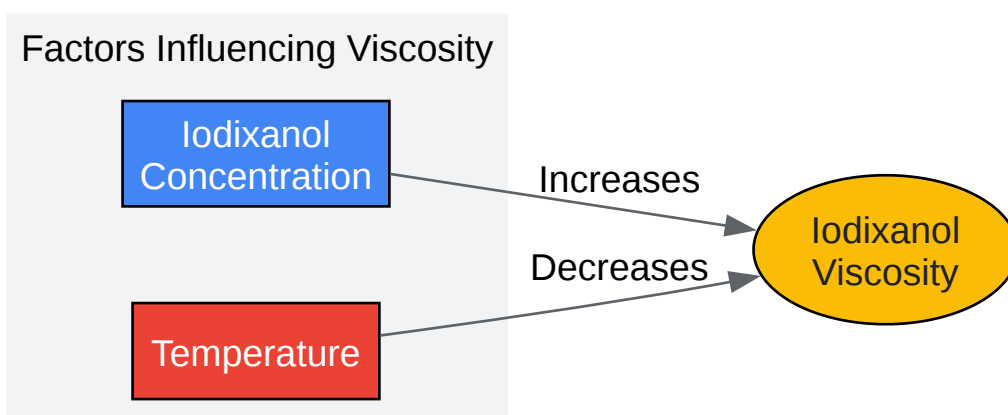 Factors Influencing Viscosity
Iodixanol
Concentration
Increases
Iodixanol
Viscosity
Decreases
Temperature